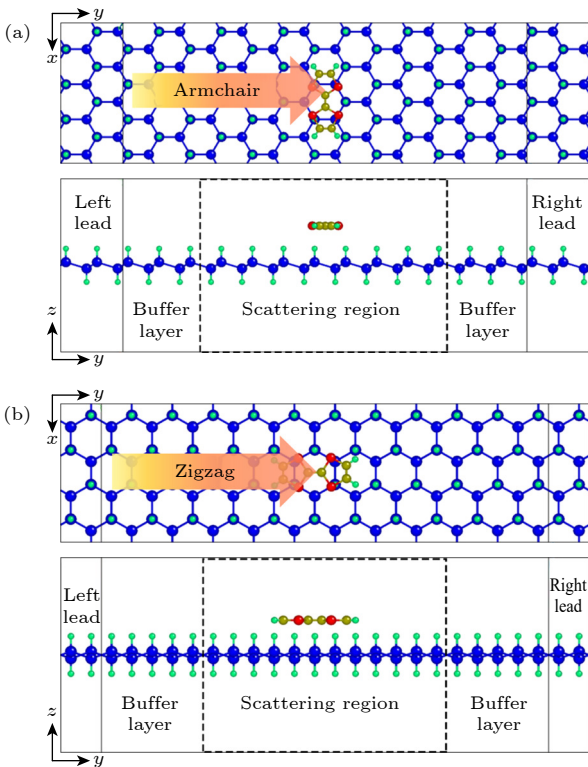 y
(a)
x
Armchair
Left
lead
Right
lead
Buffer
layer
Scattering region
Buffer
layer
z
y
(b)
y
x
Zigzag
Left
lead
Right
lead
Buffer
layer
Scattering region
Buffer
layer
z
y